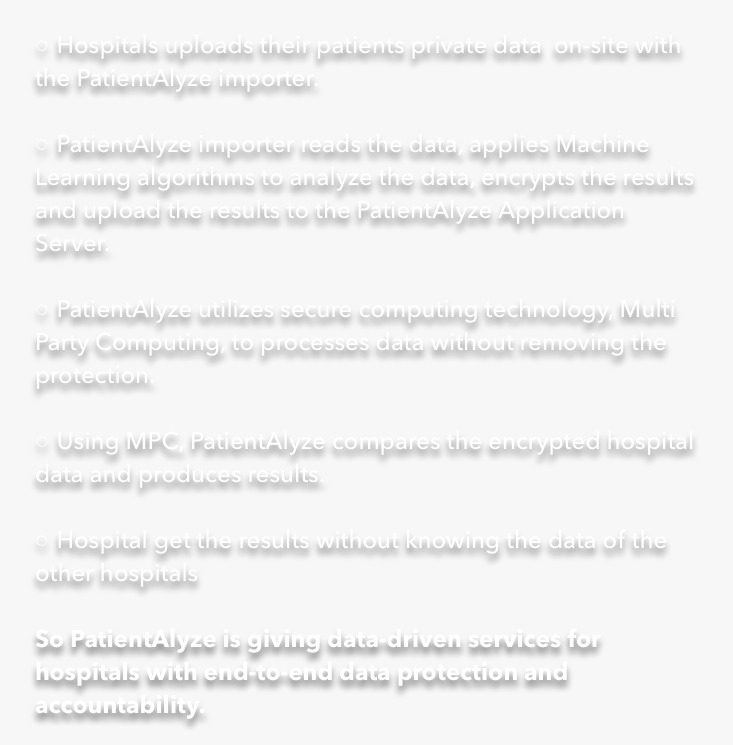 ○ Hospitals uploads their patients private data  on-site with
the PatientAlyze importer.
○ PatientAlyze importer reads the data, applies Machine
Learning algorithms to analyze the data, encrypts the results
and upload the results to the PatientAlyze Application
Server.
○ PatientAlyze utilizes secure computing technology, Multi
Party Computing, to processes data without removing the
protection.
○ Using MPC, PatientAlyze compares the encrypted hospital
data and produces results.
○ Hospital get the results without knowing the data of the
other hospitals
So PatientAlyze is giving data-driven services for
hospitals with end-to-end data protection and
accountability.